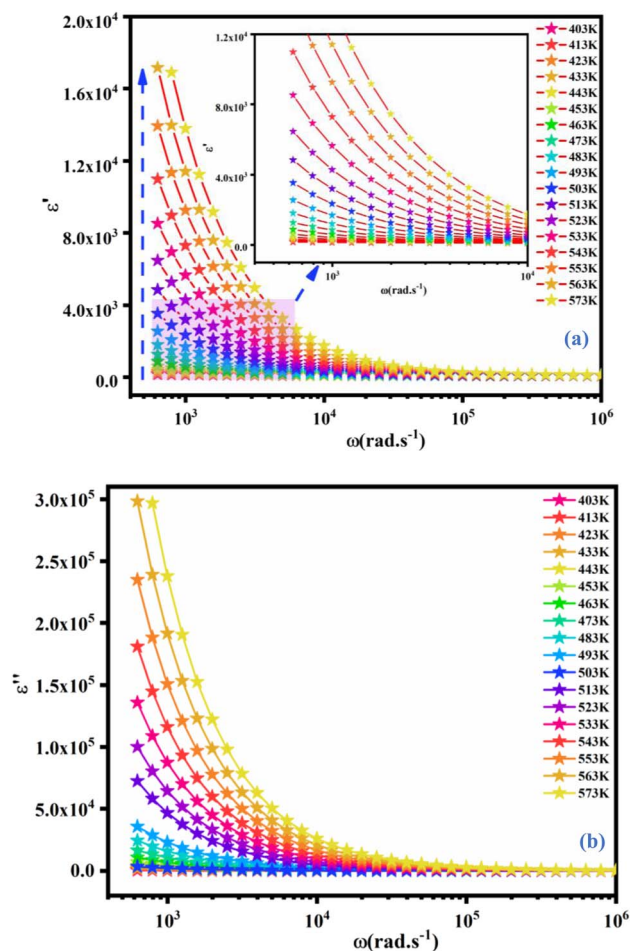 1.6x10⁴
1.2x10⁴
8.0x10³
4.0x10³
0.0
ε'
10³
10⁴
10⁵
10⁶
ω(rad.s⁻¹)
1.2x10⁴
8.0x10³
4.0x10³
0.0
ε'
10³
10⁴
ω(rad.s⁻¹)
403K
413K
423K
433K
443K
453K
463K
473K
483K
493K
503K
513K
523K
533K
543K
553K
563K
573K
(a)
3.0x10⁵
2.5x10⁵
2.0x10⁵
1.5x10⁵
1.0x10⁵
5.0x10⁴
0.0
ε''
10³
10⁴
10⁵
10⁶
ω(rad.s⁻¹)
403K
413K
423K
433K
443K
453K
463K
473K
483K
493K
503K
513K
523K
533K
543K
553K
563K
573K
(b)